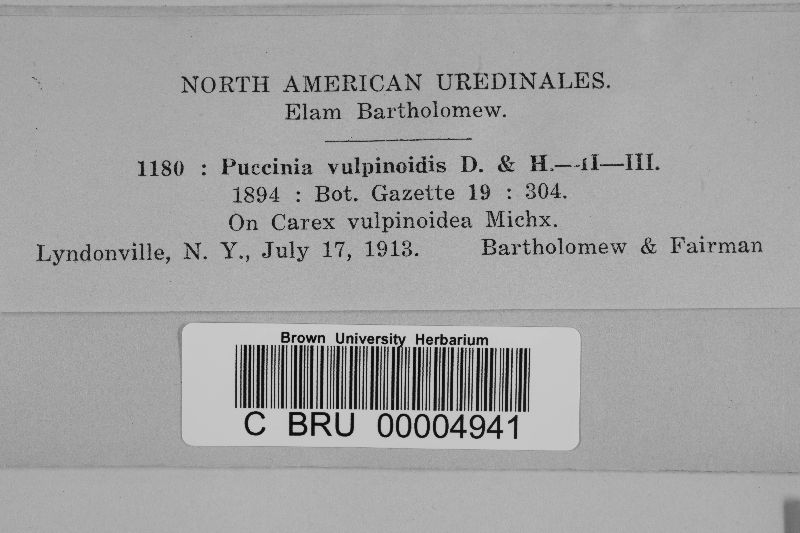 NORTH AMERICAN UREDINALES.
Elam Bartholomew.
1180 : Puccinia vulpinoidis D. & H.—II—III.
1894 : Bot. Gazette 19 : 304.
On Carex vulpinoidea Michx.
Lyndonville, N. Y., July 17, 1913. Bartholomew & Fairman
Brown University Herbarium
C BRU 00004941